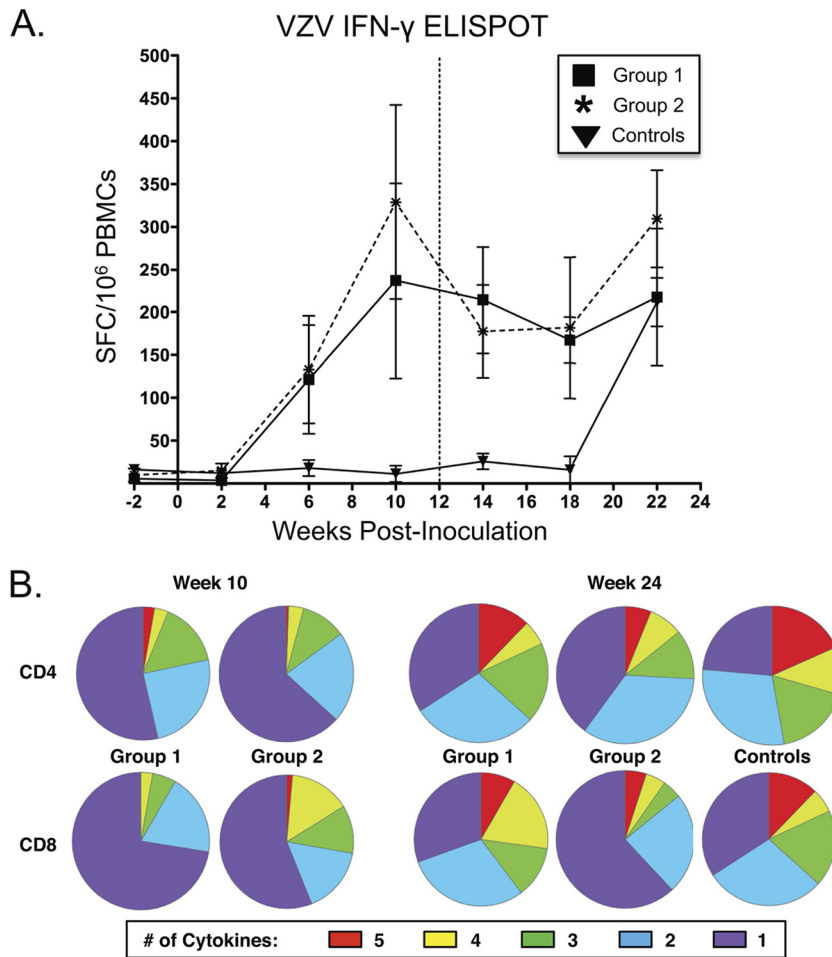 A.
VZV IFN-γ ELISPOT
500
450
400
350
300
250
200
150
100
50
SFC/10⁶ PBMCs
Group 1
Group 2
Controls
-2 0 2 4 6 8 10 12 14 16 18 20 22 24
Weeks Post-Inoculation
B.
Week 10 Week 24
CD4
Group 1 Group 2 Group 1 Group 2 Controls
CD8
# of Cytokines: 5 4 3 2 1